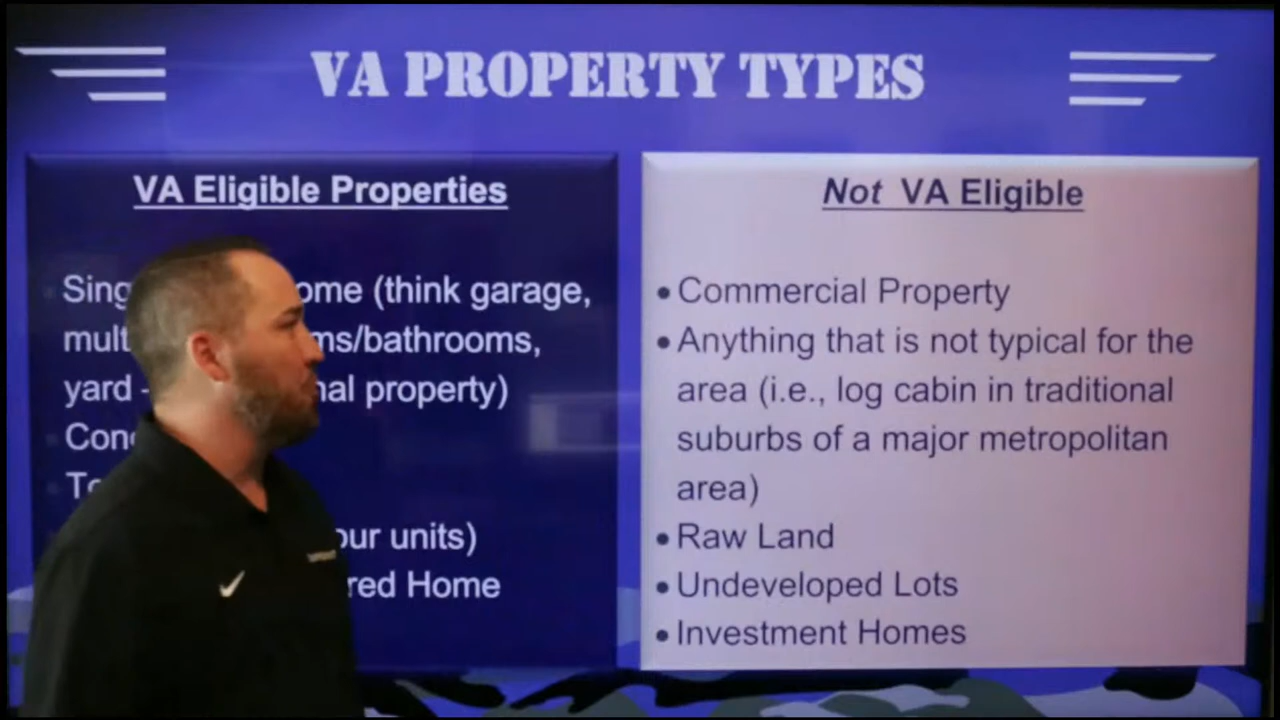 VA PROPERTY TYPES
VA Eligible Properties
Sing ome (think garage,
mult ms/bathrooms,
yard - nal property)
Con
To
our units)
red Home
Not VA Eligible
• Commercial Property
• Anything that is not typical for the
area (i.e., log cabin in traditional
suburbs of a major metropolitan
area)
• Raw Land
• Undeveloped Lots
• Investment Homes